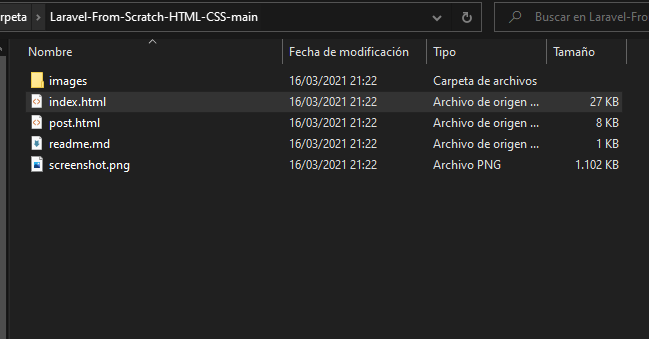 rpeta > Laravel-From-Scratch-HTML-CSS-main Buscar en Laravel-Fro
Nombre Fecha de modificación Tipo Tamaño
images 16/03/2021 21:22 Carpeta de archivos
index.html 16/03/2021 21:22 Archivo de origen ... 27 KB
post.html 16/03/2021 21:22 Archivo de origen ... 8 KB
readme.md 16/03/2021 21:22 Archivo de origen ... 1 KB
screenshot.png 16/03/2021 21:22 Archivo PNG 1.102 KB